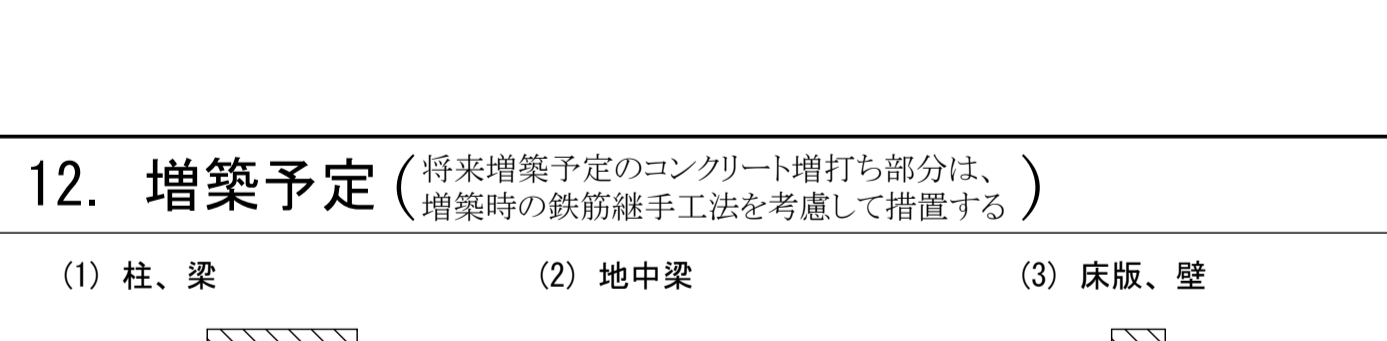 12. 増築予定(将来増築予定のコンクリート増打ち部分は、
増築時の鉄筋継手工法を考慮して措置する)
(1) 柱、梁
(2) 地中梁
(3) 床版、壁